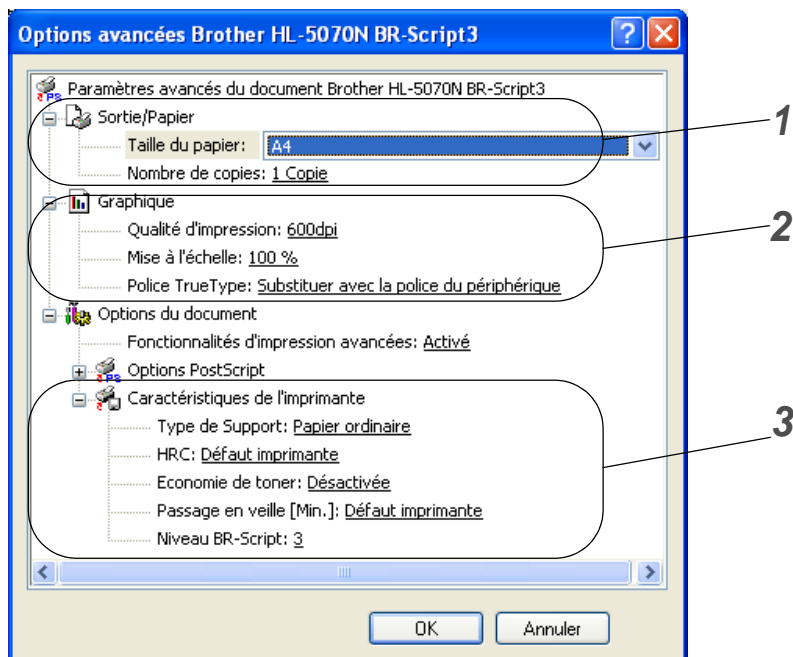 Options avancées Brother HL-5070N BR-Script3
Paramètres avancés du document Brother HL-5070N BR-Script3
Sortie/Papier
Taille du papier: A4
Nombre de copies: 1 Copie
1
Graphique
Qualité d'impression: 600dpi
Mise à l'échelle: 100 %
Police TrueType: Substituer avec la police du périphérique
2
Options du document
Fonctionnalités d'impression avancées: Activé
Options PostScript
Caractéristiques de l'imprimante
Type de Support: Papier ordinaire
HRC: Défaut imprimante
Economie de toner: Désactivée
Passage en veille [Min.]: Défaut imprimante
Niveau BR-Script: 3
3
OK
Annuler